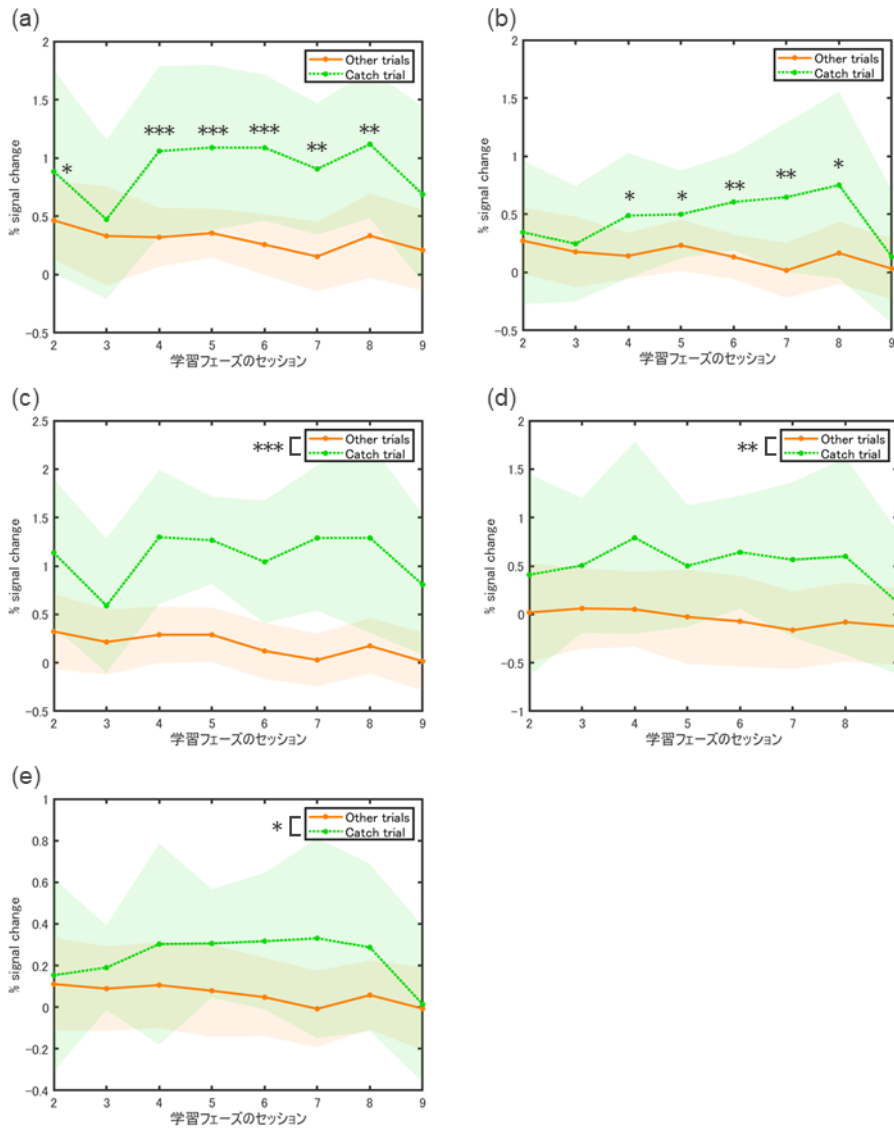 (a)
2
1.5
1
0.5
0
-0.5
% signal change
Other trials
Catch trial
*
***
***
***
**
**
2 3 4 5 6 7 8 9
学習フェーズのセッション
(b)
2
1.5
1
0.5
0
-0.5
% signal change
Other trials
Catch trial
*
*
**
**
*
2 3 4 5 6 7 8 9
学習フェーズのセッション
(c)
2.5
2
1.5
1
0.5
0
-0.5
% signal change
***
Other trials
Catch trial
2 3 4 5 6 7 8 9
学習フェーズのセッション
(d)
2
1.5
1
0.5
0
-0.5
-1
% signal change
**
Other trials
Catch trial
2 3 4 5 6 7 8
学習フェーズのセッション
(e)
1
0.8
0.6
0.4
0.2
0
-0.2
-0.4
% signal change
*
Other trials
Catch trial
2 3 4 5 6 7 8 9
学習フェーズのセッション